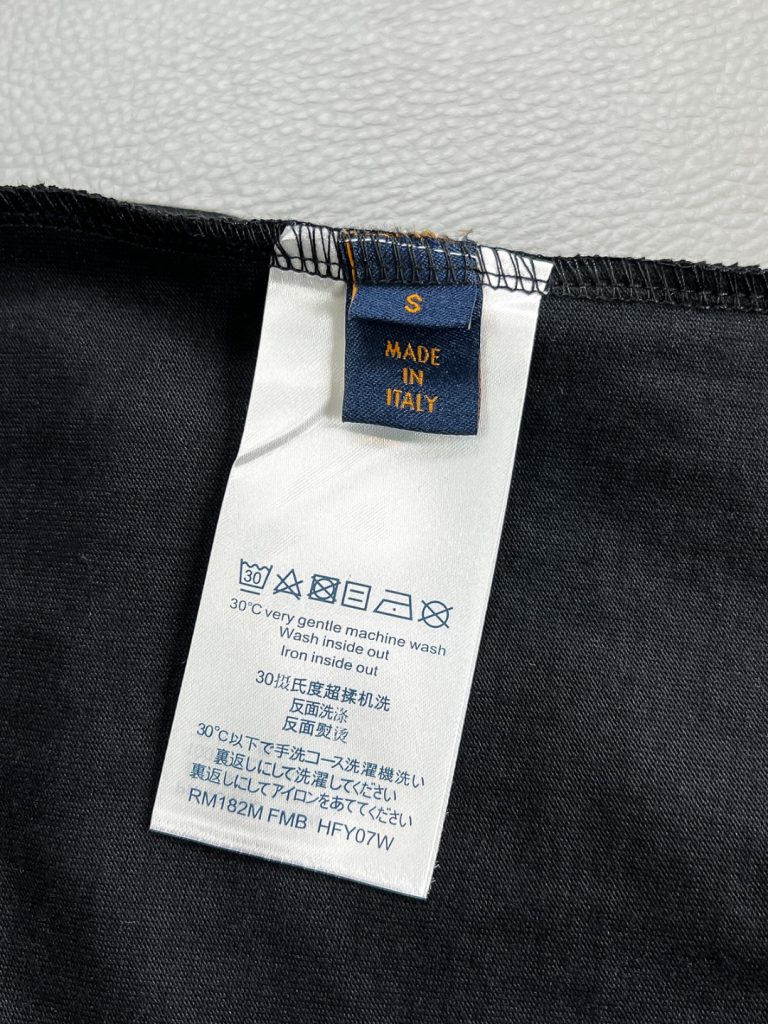 S
MADE
IN
ITALY
30
30°C very gentle machine wash
Wash inside out
Iron inside out
30摄氏度超揉机洗
反面洗涤
反面熨烫
30℃以下で手洗コース洗濯機洗い
裏返しにして洗濯してください
裏返しにしてアイロンをあててください
RM182M FMB HFY07W